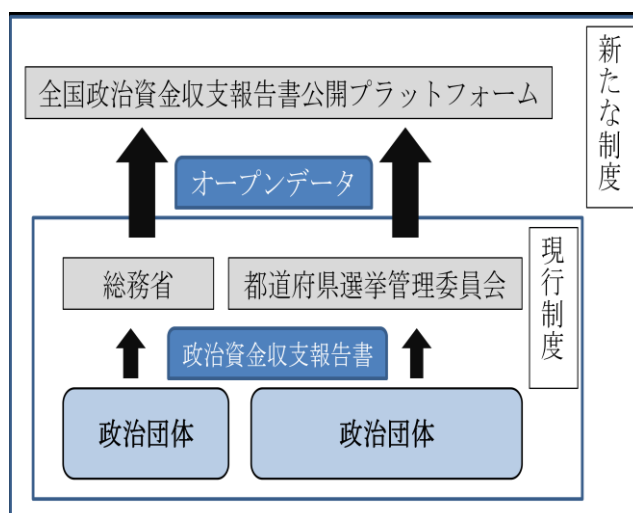 新たな制度
全国政治資金収支報告書公開プラットフォーム
オープンデータ
現行制度
総務省
都道府県選挙管理委員会
政治資金収支報告書
政治団体
政治団体